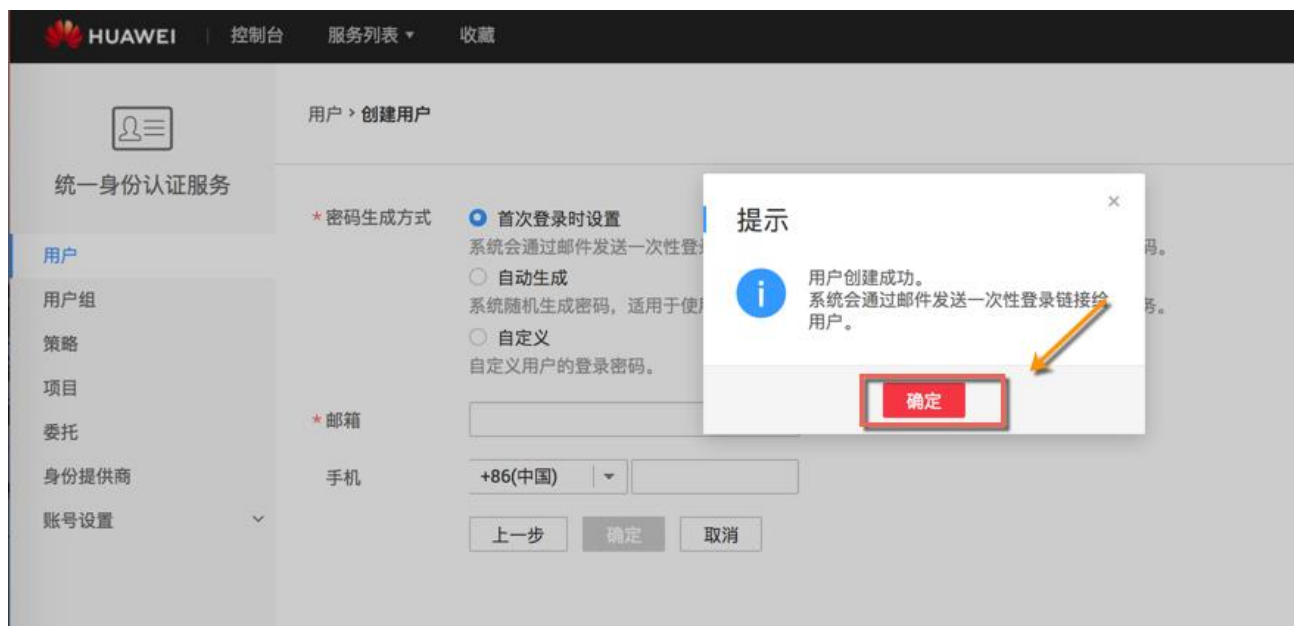 HUAWEI 控制台 服务列表 收藏
统一身份认证服务
用户
用户组
策略
项目
委托
身份提供商
账号设置
用户 › 创建用户
* 密码生成方式
首次登录时设置
系统会通过邮件发送一次性登 码。
自动生成
系统随机生成密码,适用于使 务。
自定义
自定义用户的登录密码。
* 邮箱
手机 +86(中国)
上一步 确定 取消
提示
×
用户创建成功。
系统会通过邮件发送一次性登录链接给
用户。
确定